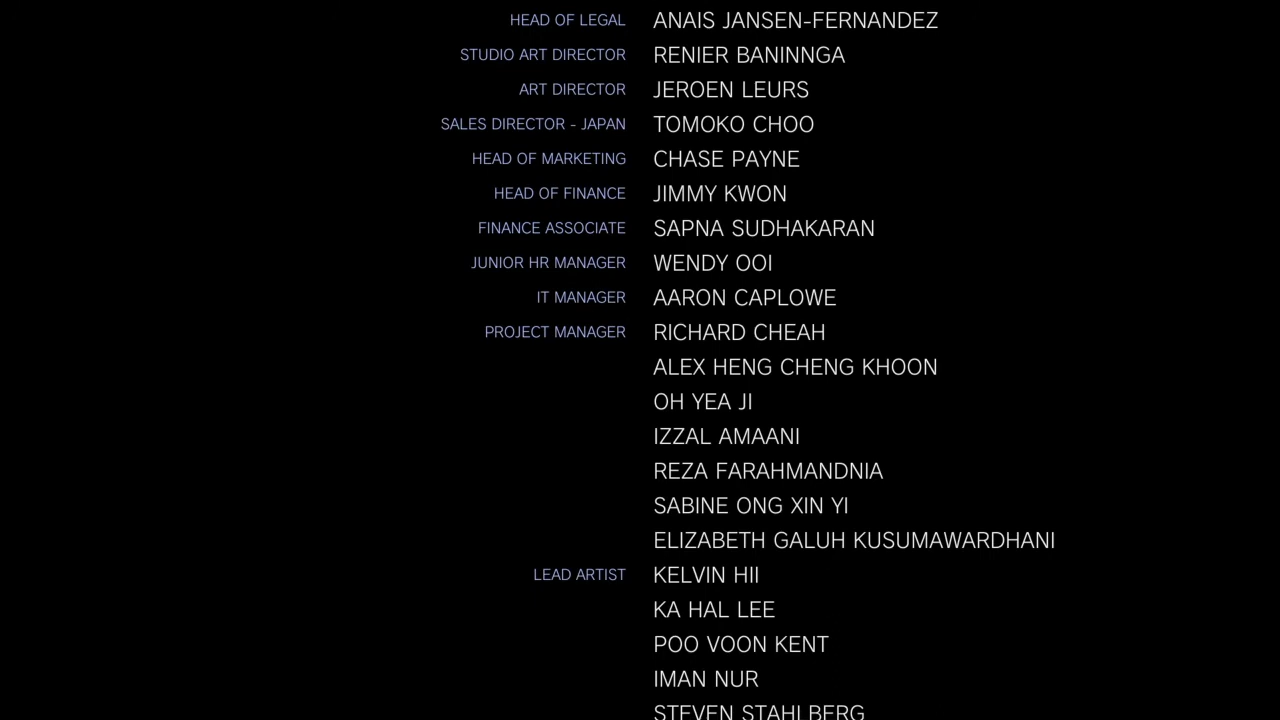 HEAD OF LEGAL ANAIS JANSEN-FERNANDEZ
STUDIO ART DIRECTOR RENIER BANINNGA
ART DIRECTOR JEROEN LEURS
SALES DIRECTOR - JAPAN TOMOKO CHOO
HEAD OF MARKETING CHASE PAYNE
HEAD OF FINANCE JIMMY KWON
FINANCE ASSOCIATE SAPNA SUDHAKARAN
JUNIOR HR MANAGER WENDY OOI
IT MANAGER AARON CAPLOWE
PROJECT MANAGER RICHARD CHEAH
ALEX HENG CHENG KHOON
OH YEA JI
IZZAL AMAANI
REZA FARAHMANDNIA
SABINE ONG XIN YI
ELIZABETH GALUH KUSUMAWARDHANI
LEAD ARTIST KELVIN HII
KA HAL LEE
POO VOON KENT
IMAN NUR
STEVEN STAHLBERG